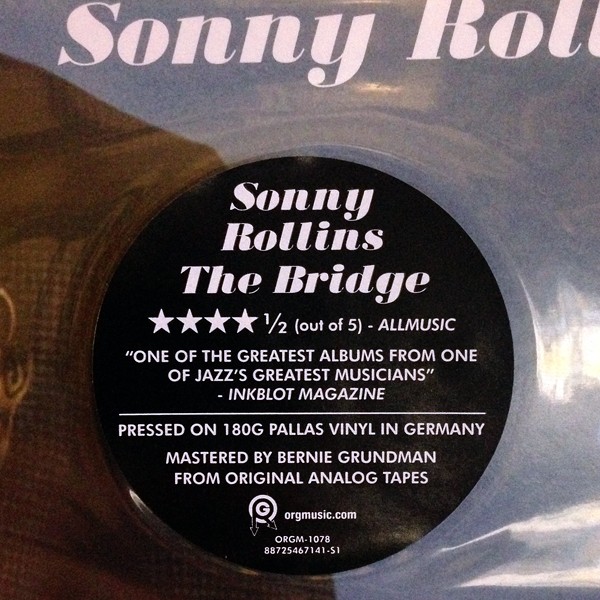 Sonny Roll
Sonny
Rollins
The Bridge
★★★★ ½ (out of 5) - ALLMUSIC
“ONE OF THE GREATEST ALBUMS FROM ONE
OF JAZZ’S GREATEST MUSICIANS”
- INKBLOT MAGAZINE
PRESSED ON 180G PALLAS VINYL IN GERMANY
MASTERED BY BERNIE GRUNDMAN
FROM ORIGINAL ANALOG TAPES
orgmusic.com
ORGM-1078
88725467141-S1